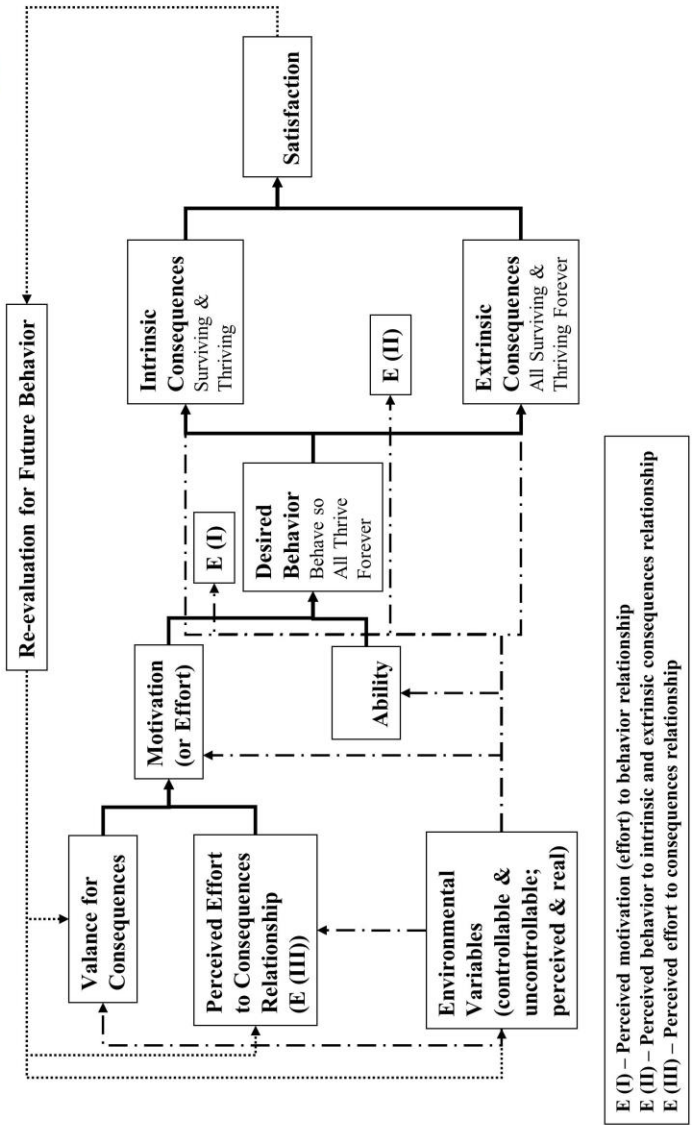 Re-evaluation for Future Behavior
Valance for
Consequences
Perceived Effort
to Consequences
Relationship
(E (III))
Environmental
Variables
(controllable &
uncontrollable;
perceived & real)
Motivation
(or Effort)
Ability
E (I)
Desired
Behavior
Behave so
All Thrive
Forever
Intrinsic
Consequences
Surviving &
Thriving
E (II)
Extrinsic
Consequences
All Surviving &
Thriving Forever
Satisfaction
E (I) – Perceived motivation (effort) to behavior relationship
E (II) – Perceived behavior to intrinsic and extrinsic consequences relationship
E (III) – Perceived effort to consequences relationship